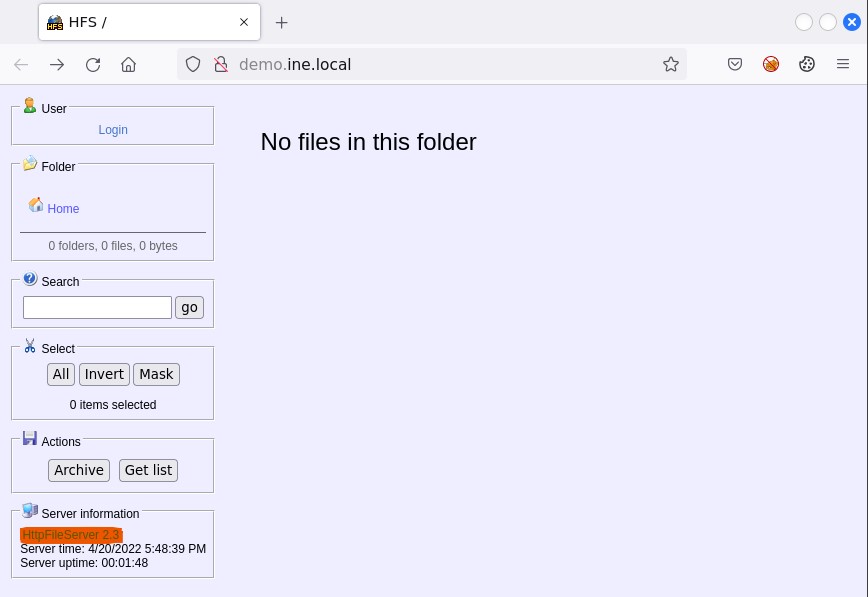 HFS /
demo.ine.local
User
Login
Folder
Home
0 folders, 0 files, 0 bytes
Search
go
Select
All Invert Mask
0 items selected
Actions
Archive Get list
Server information
HttpFileServer 2.3
Server time: 4/20/2022 5:48:39 PM
Server uptime: 00:01:48
No files in this folder